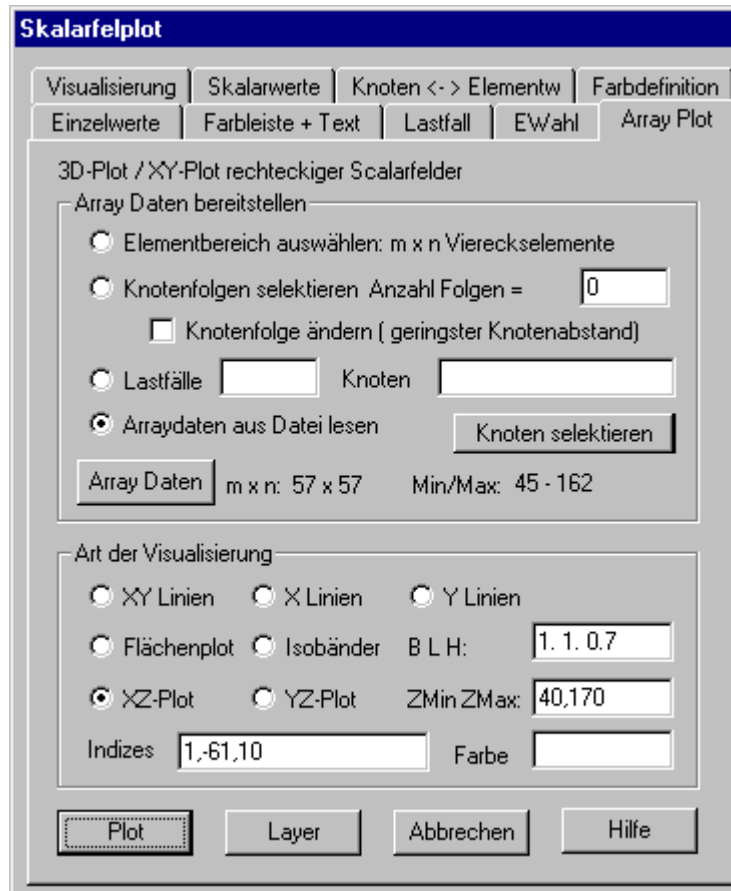 Skalarfelplot
Visualisierung Skalarwerte Knoten <-> Elementw Farbdefinition
Einzelwerte Farbleiste + Text Lastfall EWahl Array Plot
3D-Plot / XY-Plot rechteckiger Scalarfelder
Array Daten bereitstellen
Elementbereich auswählen: m x n Viereckselemente
Knotenfolgen selektieren Anzahl Folgen = 0
Knotenfolge ändern ( geringster Knotenabstand)
Lastfälle Knoten
Arraydaten aus Datei lesen Knoten selektieren
Array Daten m x n: 57 x 57 Min/Max: 45 - 162
Art der Visualisierung
XY Linien X Linien Y Linien
Flächenplot Isobänder B L H: 1. 1. 0.7
XZ-Plot YZ-Plot ZMin ZMax: 40,170
Indizes 1,-61,10 Farbe
Plot Layer Abbrechen Hilfe